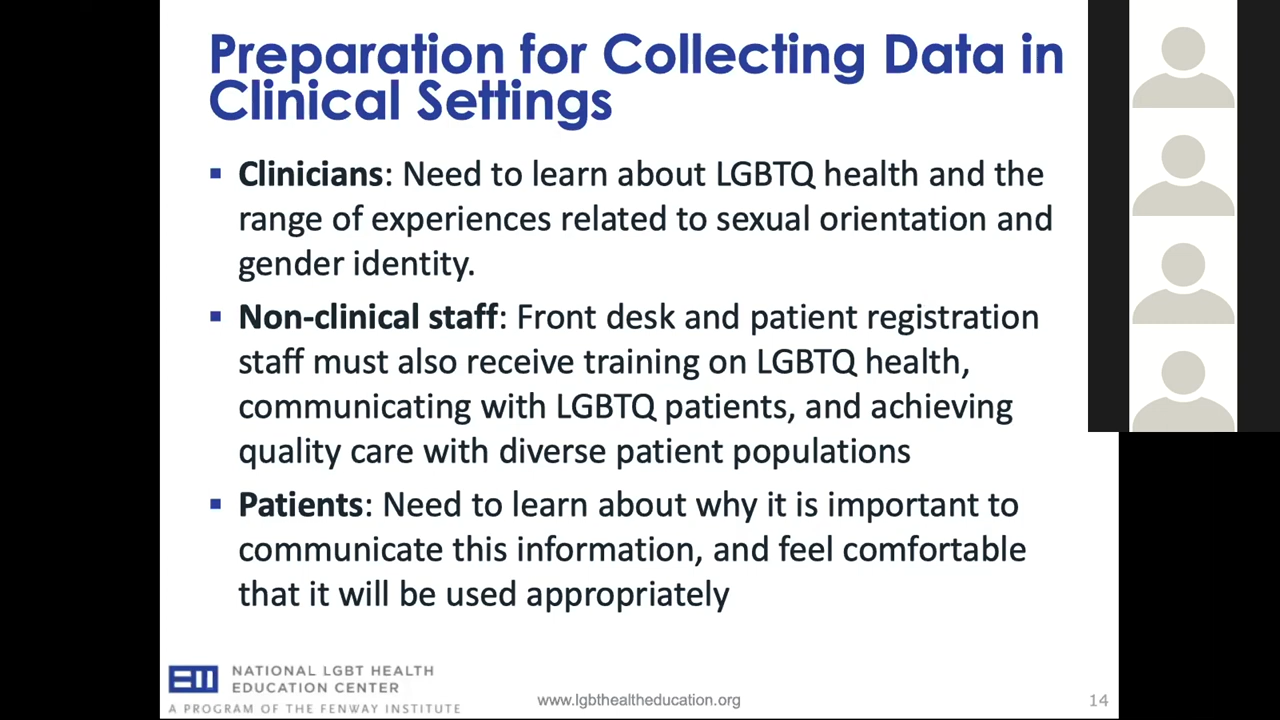 Preparation for Collecting Data in
Clinical Settings
▪ Clinicians: Need to learn about LGBTQ health and the
range of experiences related to sexual orientation and
gender identity.
▪ Non-clinical staff: Front desk and patient registration
staff must also receive training on LGBTQ health,
communicating with LGBTQ patients, and achieving
quality care with diverse patient populations
▪ Patients: Need to learn about why it is important to
communicate this information, and feel comfortable
that it will be used appropriately
NATIONAL LGBT HEALTH
EDUCATION CENTER
A PROGRAM OF THE FENWAY INSTITUTE
www.lgbthealtheducation.org
14